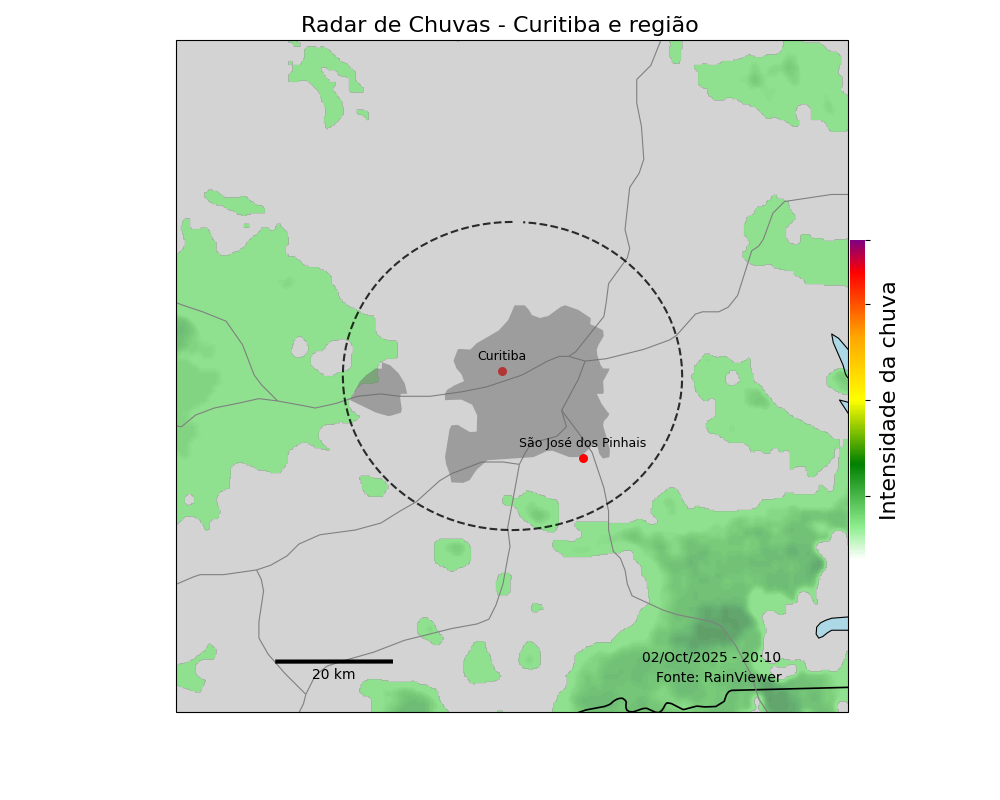 Radar de Chuvas - Curitiba e região
Curitiba
São José dos Pinhais
Intensidade da chuva
02/Oct/2025 - 20:10
Fonte: RainViewer
20 km